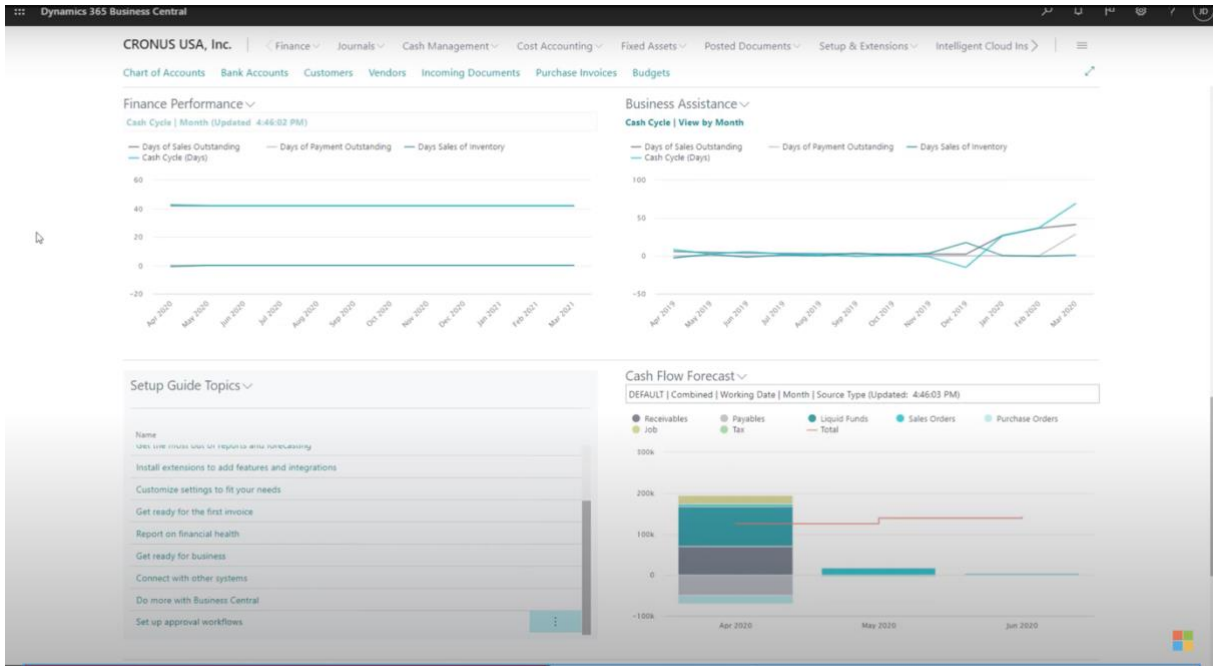 Dynamics 365 Business Central
? JD
CRONUS USA, Inc. Finance Journals Cash Management Cost Accounting Fixed Assets Posted Documents Setup & Extensions Intelligent Cloud Ins
Chart of Accounts Bank Accounts Customers Vendors Incoming Documents Purchase Invoices Budgets
Finance Performance
Cash Cycle | Month (Updated 4:46:02 PM)
Days of Sales Outstanding Days of Payment Outstanding Days Sales of Inventory
Cash Cycle (Days)
60
40
20
0
-20
Apr 2020 May 2020 Jun 2020 Jul 2020 Aug 2020 Sep 2020 Oct 2020 Nov 2020 Dec 2020 Jan 2021 Feb 2021 Mar 2021
Business Assistance
Cash Cycle | View by Month
Days of Sales Outstanding Days of Payment Outstanding Days Sales of Inventory
Cash Cycle (Days)
100
50
0
-50
Apr 2019 May 2019 Jun 2019 Jul 2019 Aug 2019 Sep 2019 Oct 2019 Nov 2019 Dec 2019 Jan 2020 Feb 2020 Mar 2020
Setup Guide Topics
Name
Get the most out of reports and forecasting
Install extensions to add features and integrations
Customize settings to fit your needs
Get ready for the first invoice
Report on financial health
Get ready for business
Connect with other systems
Do more with Business Central
Set up approval workflows
Cash Flow Forecast
DEFAULT | Combined | Working Date | Month | Source Type (Updated: 4:46:03 PM)
Receivables Payables Liquid Funds Sales Orders Purchase Orders
Job Tax Total
300k
200k
100k
0
-100k
Apr 2020 May 2020 Jun 2020